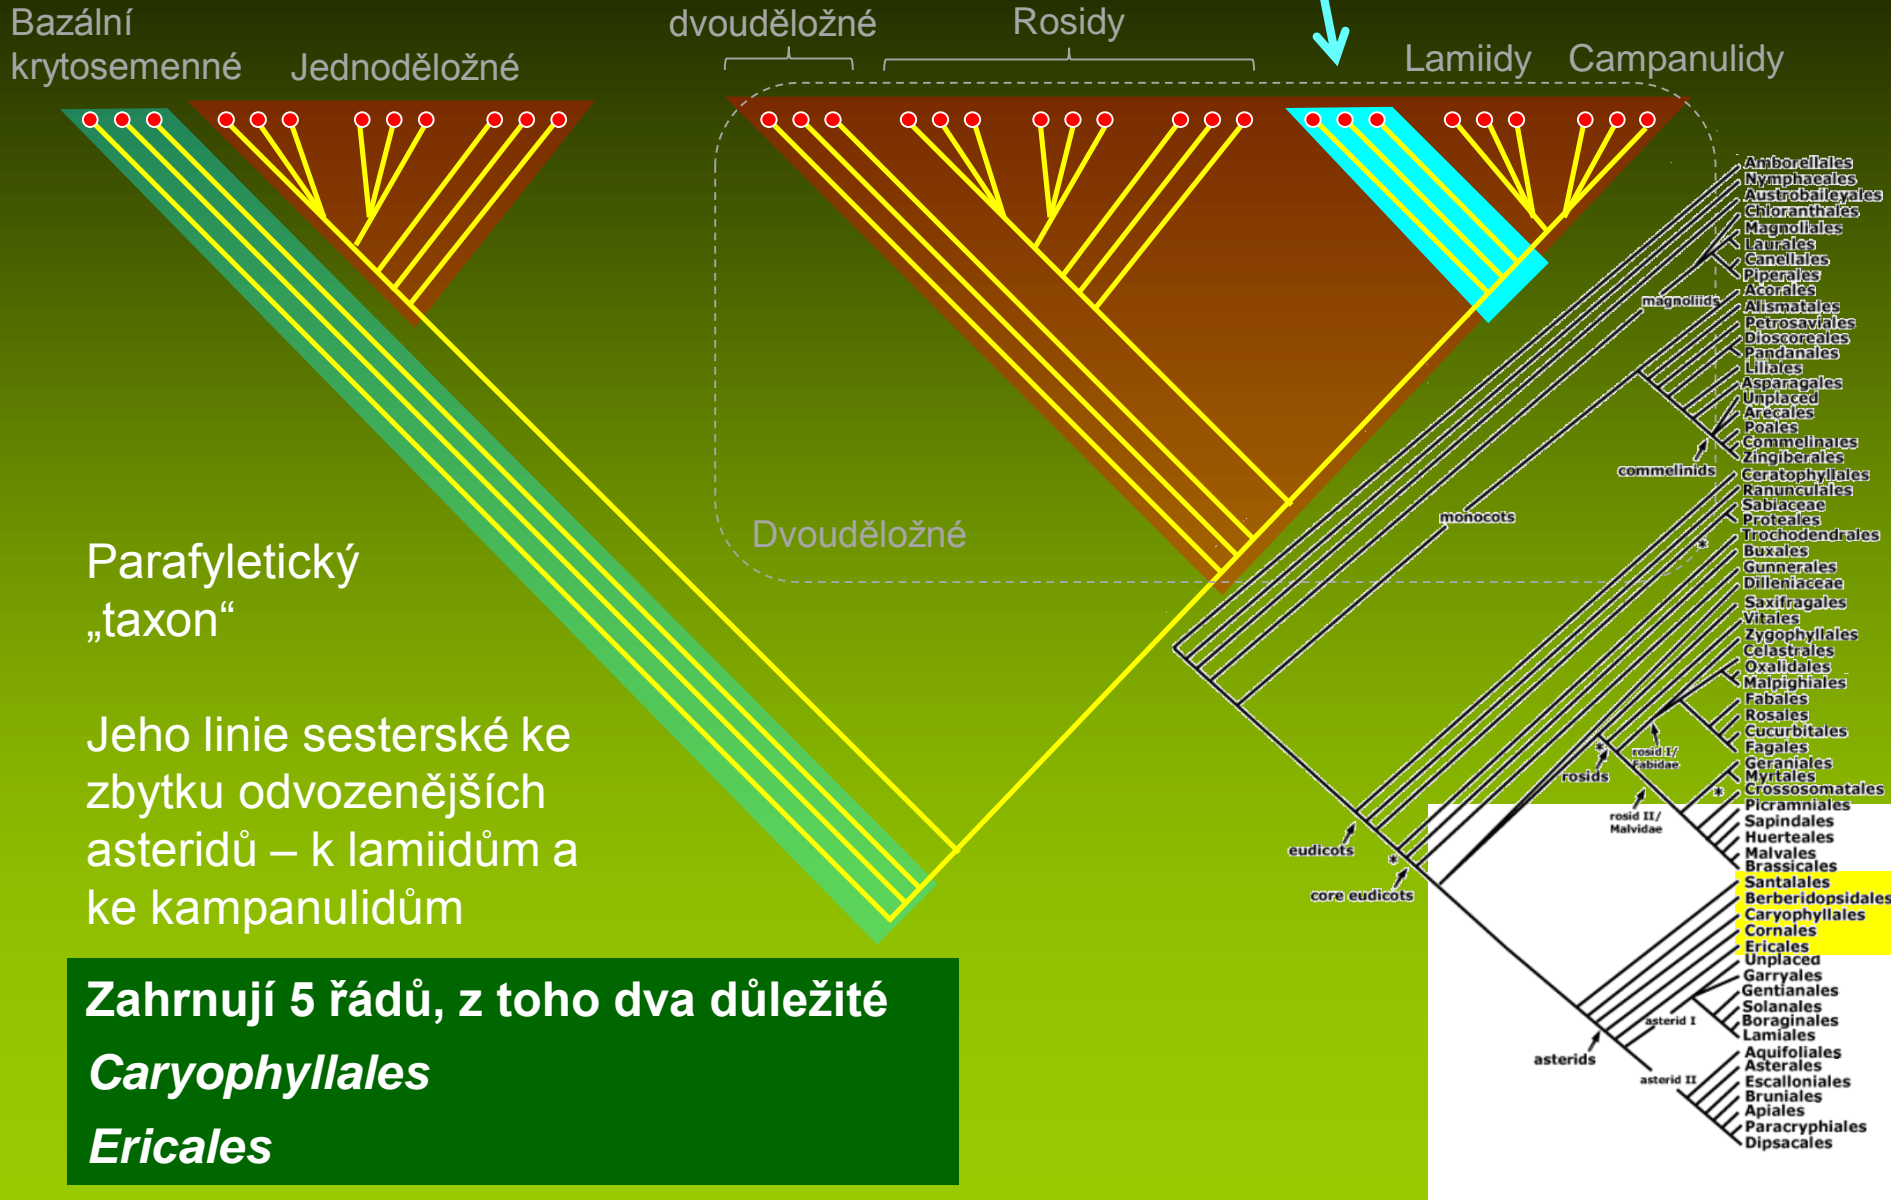 Bazální
krytosemenné
Jednoděložné
dvouděložné
Rosidy
Lamiidy
Campanulidy
Dvouděložné
Parafyletický
„taxon“
Jeho linie sesterské ke
zbytku odvozenějších
asteridů – k lamiidům a
ke kampanulidům
Zahrnují 5 řádů, z toho dva důležité
Caryophyllales
Ericales
Amborellales
Nymphaeales
Austrobaileyales
Chloranthales
Magnoliales
Laurales
Canellales
Piperales
magnoliids
Acorales
Alismatales
Petrosaviales
Dioscoreales
Pandanales
Liliales
Asparagales
Unplaced
Arecales
Poales
Commelinales
Zingiberales
commelinids
monocots
Ceratophyllales
Ranunculales
Sabiaceae
Proteales
Trochodendrales
*
Buxales
Gunnerales
Dilleniaceae
Saxifragales
Vitales
Zygophyllales
Celastrales
Oxalidales
Malpighiales
Fabales
Rosales
Cucurbitales
Fagales
*
rosid I/
Fabidae
rosids
Geraniales
Myrtales
Crossosomatales
*
Picramniales
Sapindales
Huerteales
Malvales
Brassicales
rosid II/
Malvidae
eudicots
*
core eudicots
Santalales
Berberidopsidales
Caryophyllales
Cornales
Ericales
Unplaced
Garryales
Gentianales
Solanales
Boraginales
Lamiales
asterid I
asterids
Aquifoliales
Asterales
Escalloniales
Bruniales
Apiales
Paracryphiales
Dipsacales
asterid II